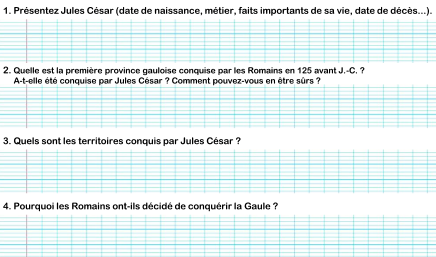 1. Présentez Jules César (date de naissance, métier, faits importants de sa vie, date de décès...).
2. Quelle est la première province gauloise conquise par les Romains en 125 avant J.-C. ?
A-t-elle été conquise par Jules César ? Comment pouvez-vous en être sûrs ?
3. Quels sont les territoires conquis par Jules César ?
4. Pourquoi les Romains ont-ils décidé de conquérir la Gaule ?